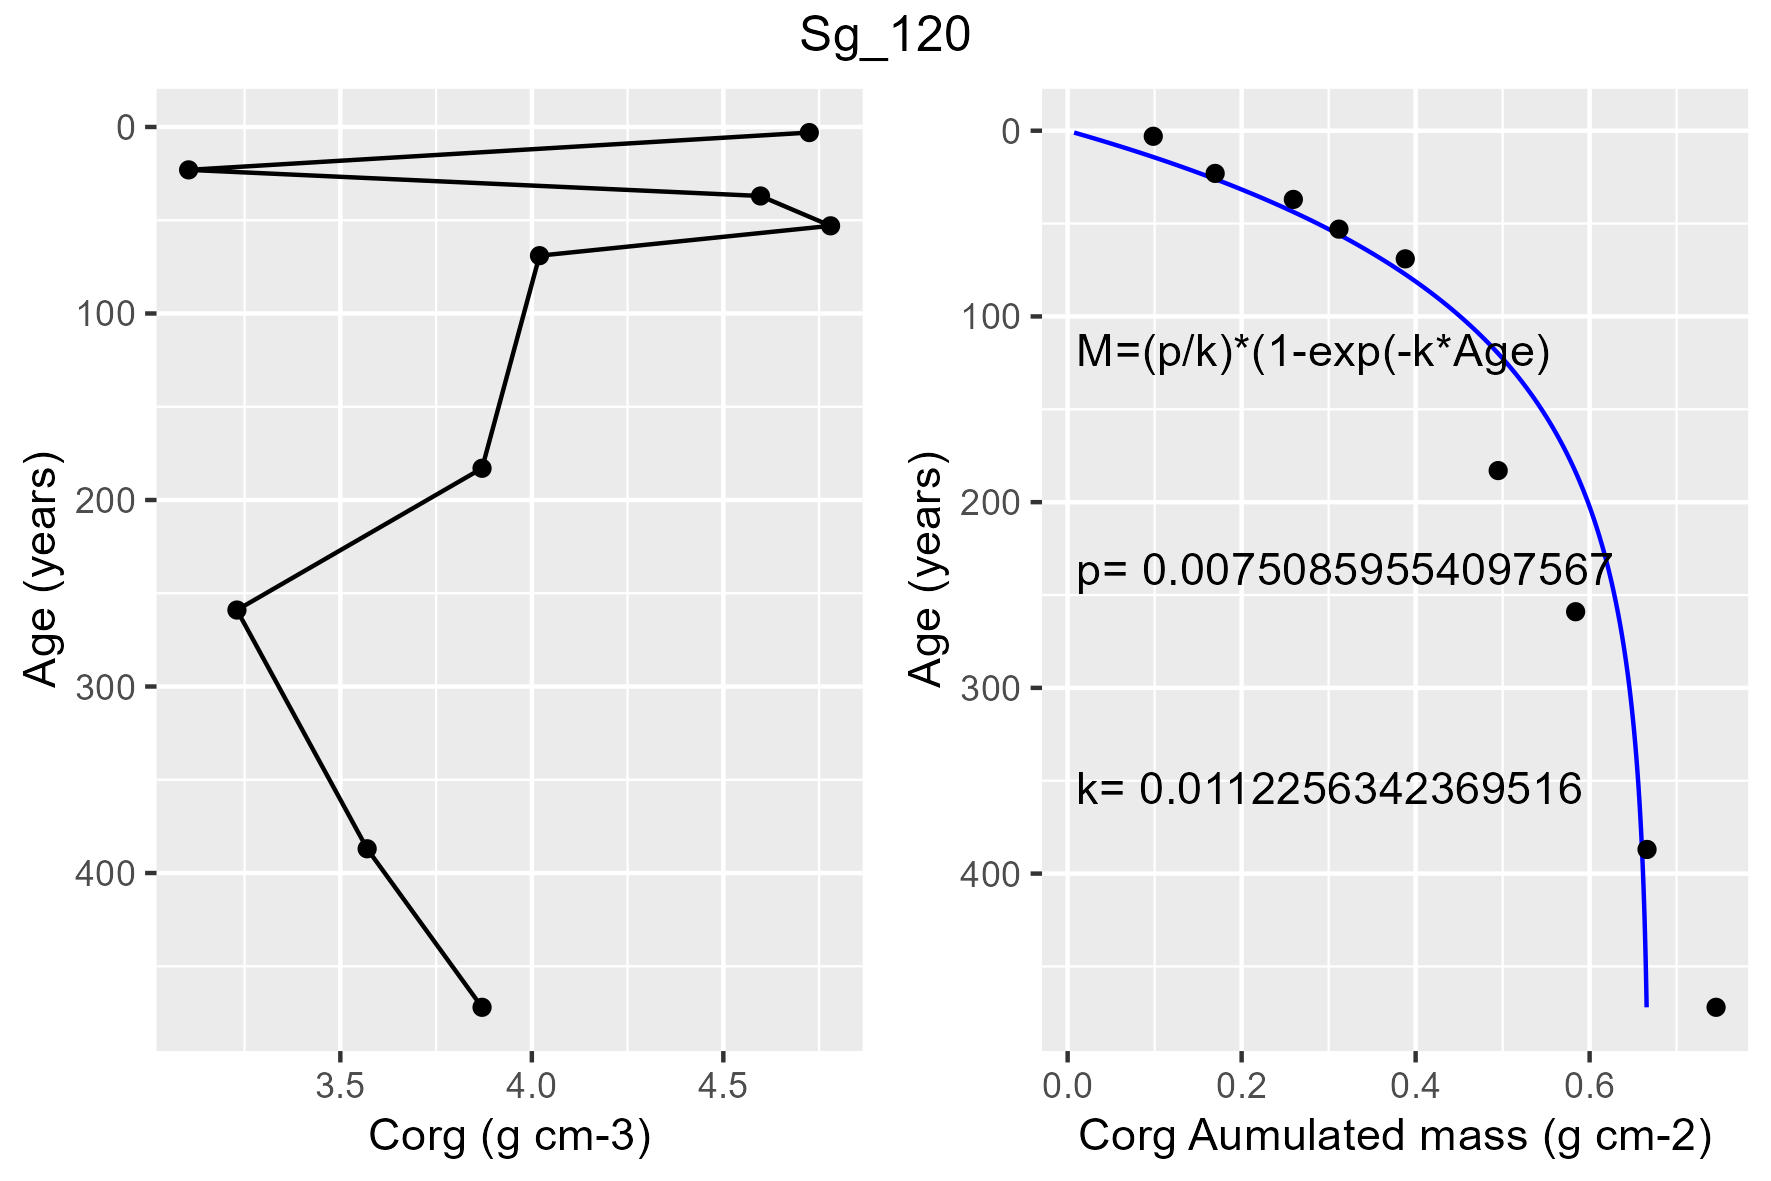 Sg_120
0
100
200
300
400
Age (years)
3.5 4.0 4.5
Corg (g cm-3)
0
100
200
300
400
Age (years)
M=(p/k)*(1-exp(-k*Age)
p= 0.00750859554097567
k= 0.0112256342369516
0.0 0.2 0.4 0.6
Corg Aumulated mass (g cm-2)